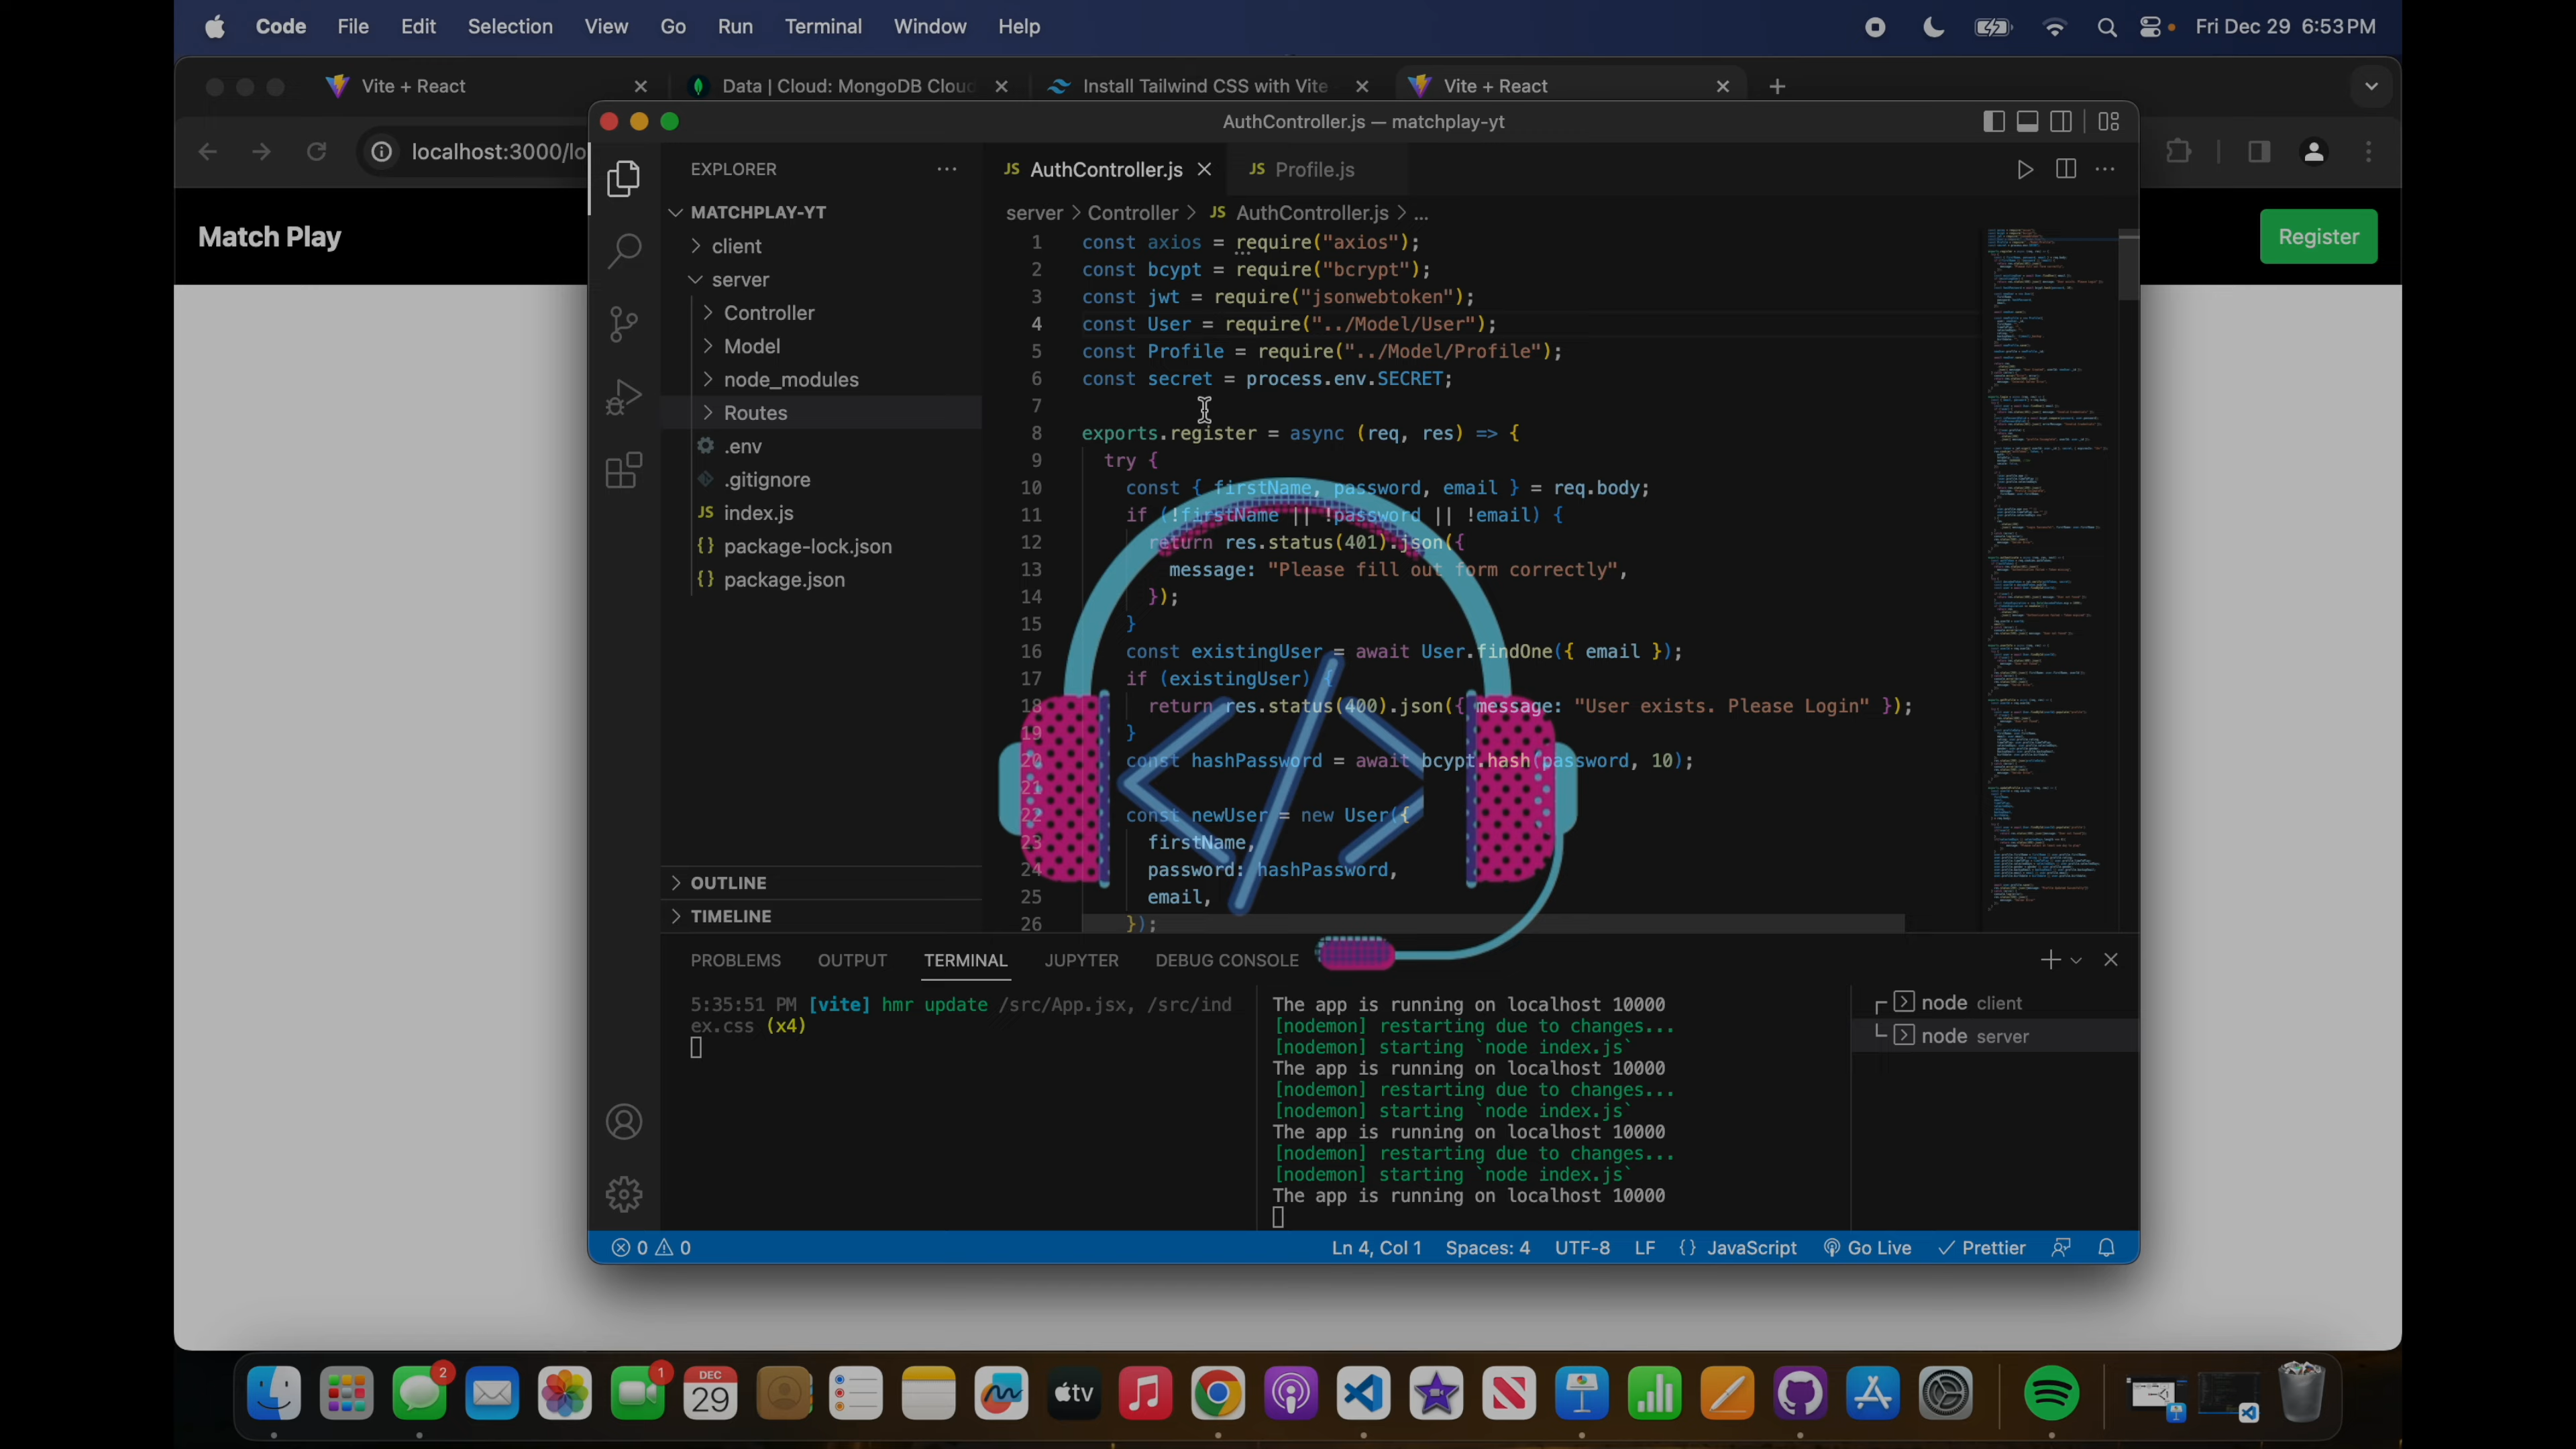 Code File Edit Selection View Go Run Terminal Window Help Fri Dec 29 6:53 PM
Vite + React Data | Cloud: MongoDB Cloud Install Tailwind CSS with Vite Vite + React
AuthController.js — matchplay-yt
localhost:3000/lo
Match Play
Register
EXPLORER
MATCHPLAY-YT
client
server
Controller
Model
node_modules
Routes
.env
.gitignore
JS index.js
{} package-lock.json
{} package.json
OUTLINE
TIMELINE
JS AuthController.js JS Profile.js
server > Controller > JS AuthController.js > ...
1 const axios = require("axios");
2 const bcypt = require("bcrypt");
3 const jwt = require("jsonwebtoken");
4 const User = require("../Model/User");
5 const Profile = require("../Model/Profile");
6 const secret = process.env.SECRET;
7
8 exports.register = async (req, res) => {
9 try {
10 const { firstName, password, email } = req.body;
11 if (!firstName || !password || !email) {
12 return res.status(401).json({
13 message: "Please fill out form correctly",
14 });
15 }
16 const existingUser = await User.findOne({ email });
17 if (existingUser) {
18 return res.status(400).json({ message: "User exists. Please Login" });
19 }
20 const hashPassword = await bcypt.hash(password, 10);
21
22 const newUser = new User({
23 firstName,
24 password: hashPassword,
25 email,
26 });
PROBLEMS OUTPUT TERMINAL JUPYTER DEBUG CONSOLE
5:35:51 PM [vite] hmr update /src/App.jsx, /src/ind
ex.css (x4)
The app is running on localhost 10000
[nodemon] restarting due to changes...
[nodemon] starting `node index.js`
The app is running on localhost 10000
[nodemon] restarting due to changes...
[nodemon] starting `node index.js`
The app is running on localhost 10000
[nodemon] restarting due to changes...
[nodemon] starting `node index.js`
The app is running on localhost 10000
node client
node server
0 0 Ln 4, Col 1 Spaces: 4 UTF-8 LF {} JavaScript Go Live Prettier
2 1 DEC 29 tv